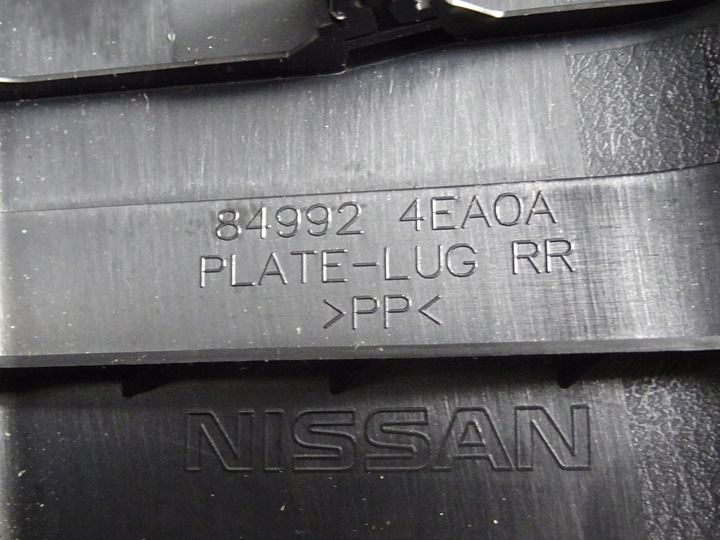 84992 4EA0A
PLATE-LUG RR
>PP<
NISSAN